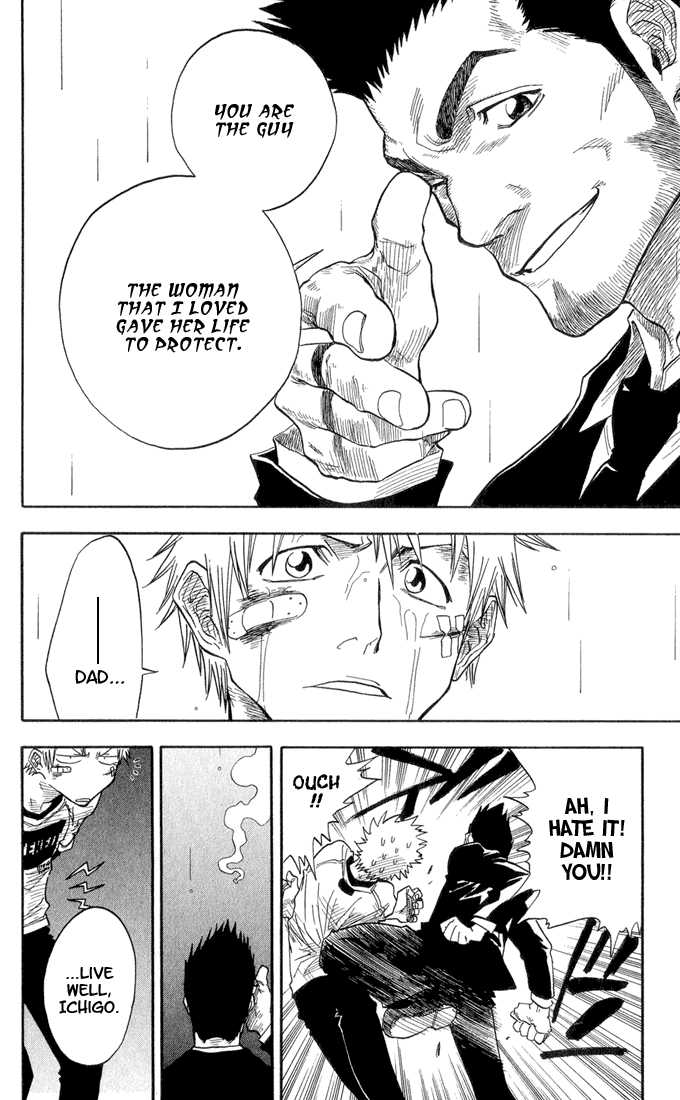 YOU ARE
THE GUY
THE WOMAN
THAT I LOVED
GAVE HER LIFE
TO PROTECT.
DAD...
AH, I
HATE IT!
DAMN
YOU!!
OUCH
!!
...LIVE
WELL,
ICHIGO.